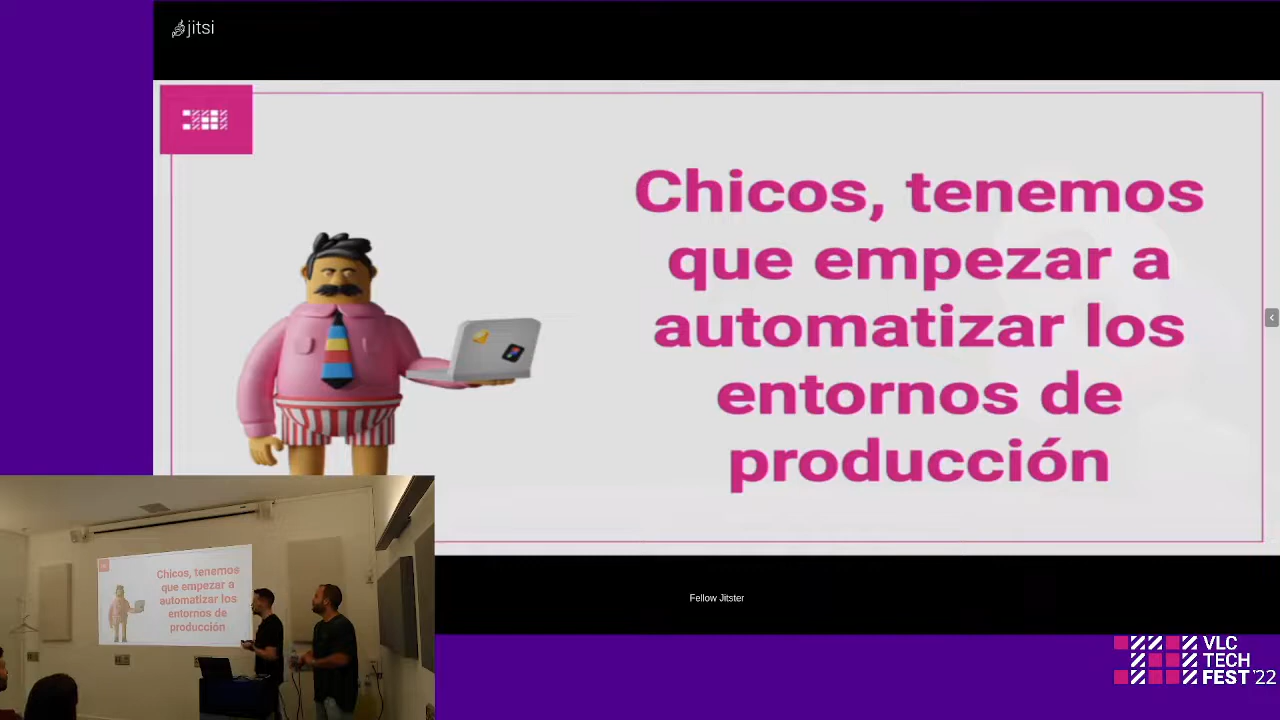 jitsi
Chicos, tenemos
que empezar a
automatizar los
entornos de
producción
Chicos, tenemos
que empezar a
automatizar los
entornos de
producción
Fellow Jitster
VLC
TECH
FEST'22